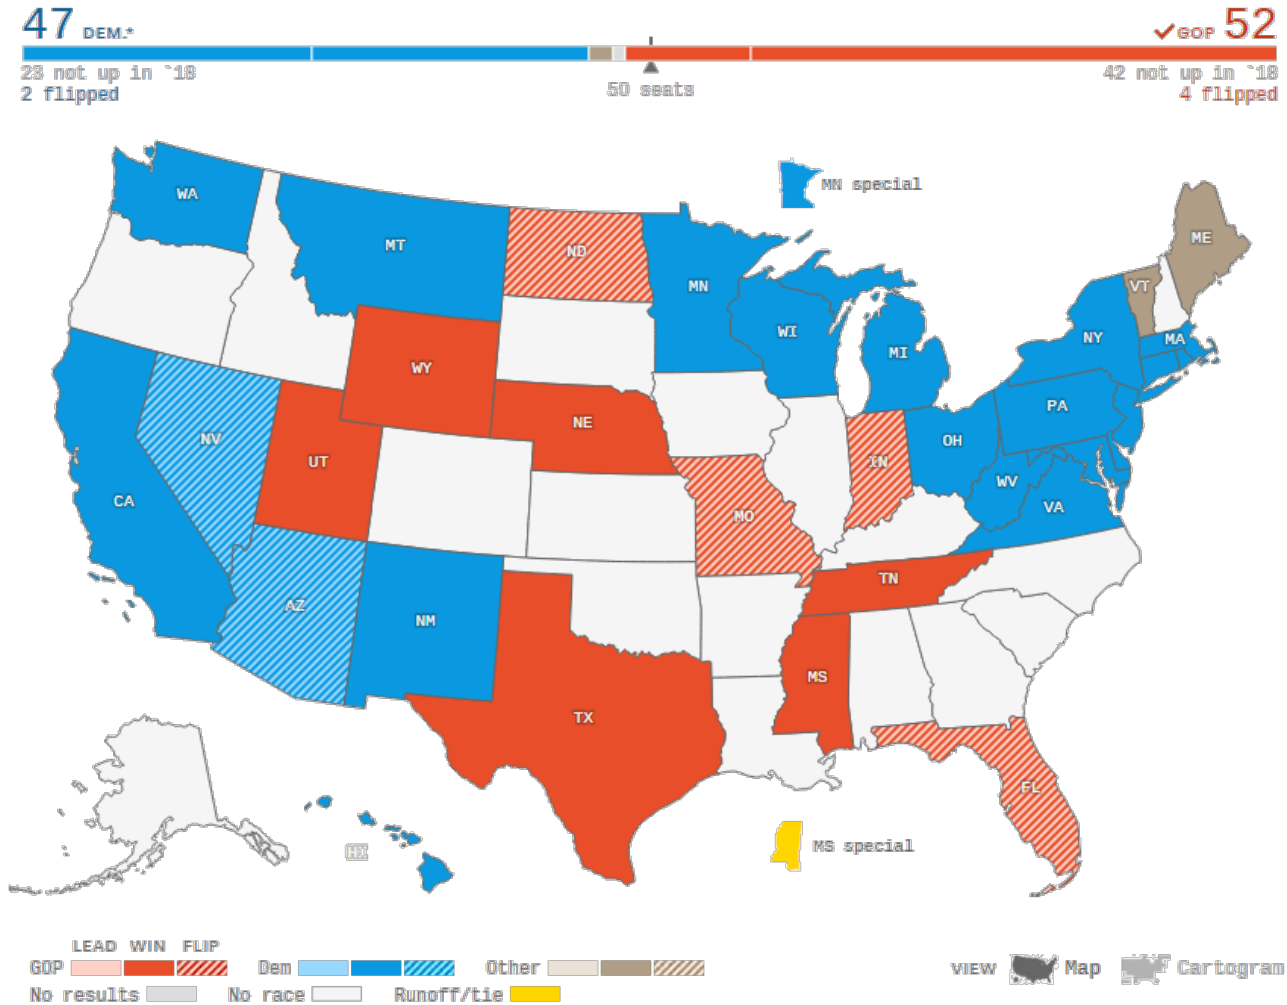 47 DEM.*
GOP 52
23 not up in `18
42 not up in `18
2 flipped
50 seats
4 flipped
WA
MT
ND
MN
MN special
ME
VT
WI
NY
MA
MI
WY
PA
NE
OH
NV
UT
IN
WV
CA
VA
MO
TN
AZ
NM
MS
TX
FL
HI
MS special
LEAD WIN FLIP
GOP Dem Other
VIEW Map Cartogram
No results No race Runoff/tie